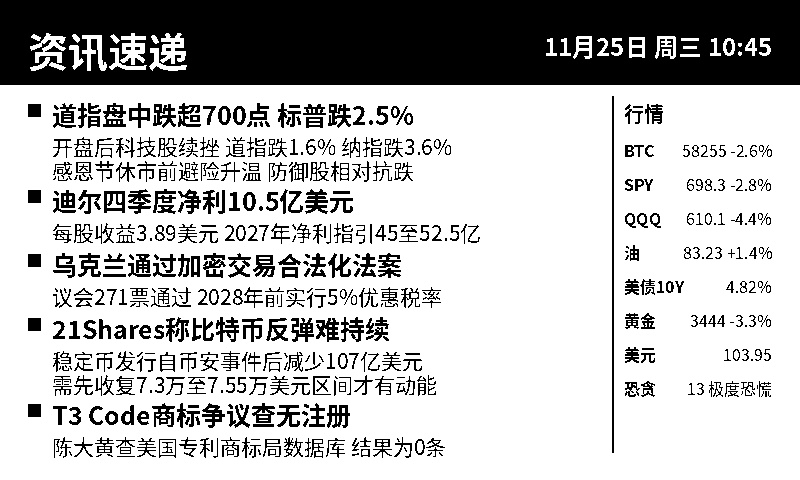 资讯速递
11月25日 周三 10:45
道指盘中跌超700点 标普跌2.5%
开盘后科技股续挫 道指跌1.6% 纳指跌3.6%
感恩节休市前避险升温 防御股相对抗跌
迪尔四季度净利10.5亿美元
每股收益3.89美元 2027年净利指引45至52.5亿
乌克兰通过加密交易合法化法案
议会271票通过 2028年前实行5%优惠税率
21Shares称比特币反弹难持续
稳定币发行自币安事件后减少107亿美元
需先收复7.3万至7.55万美元区间才有动能
T3 Code商标争议查无注册
陈大黄查美国专利商标局数据库 结果为0条
行情
BTC 58255 -2.6%
SPY 698.3 -2.8%
QQQ 610.1 -4.4%
油 83.23 +1.4%
美债10Y 4.82%
黄金 3444 -3.3%
美元 103.95
恐贪 13 极度恐慌